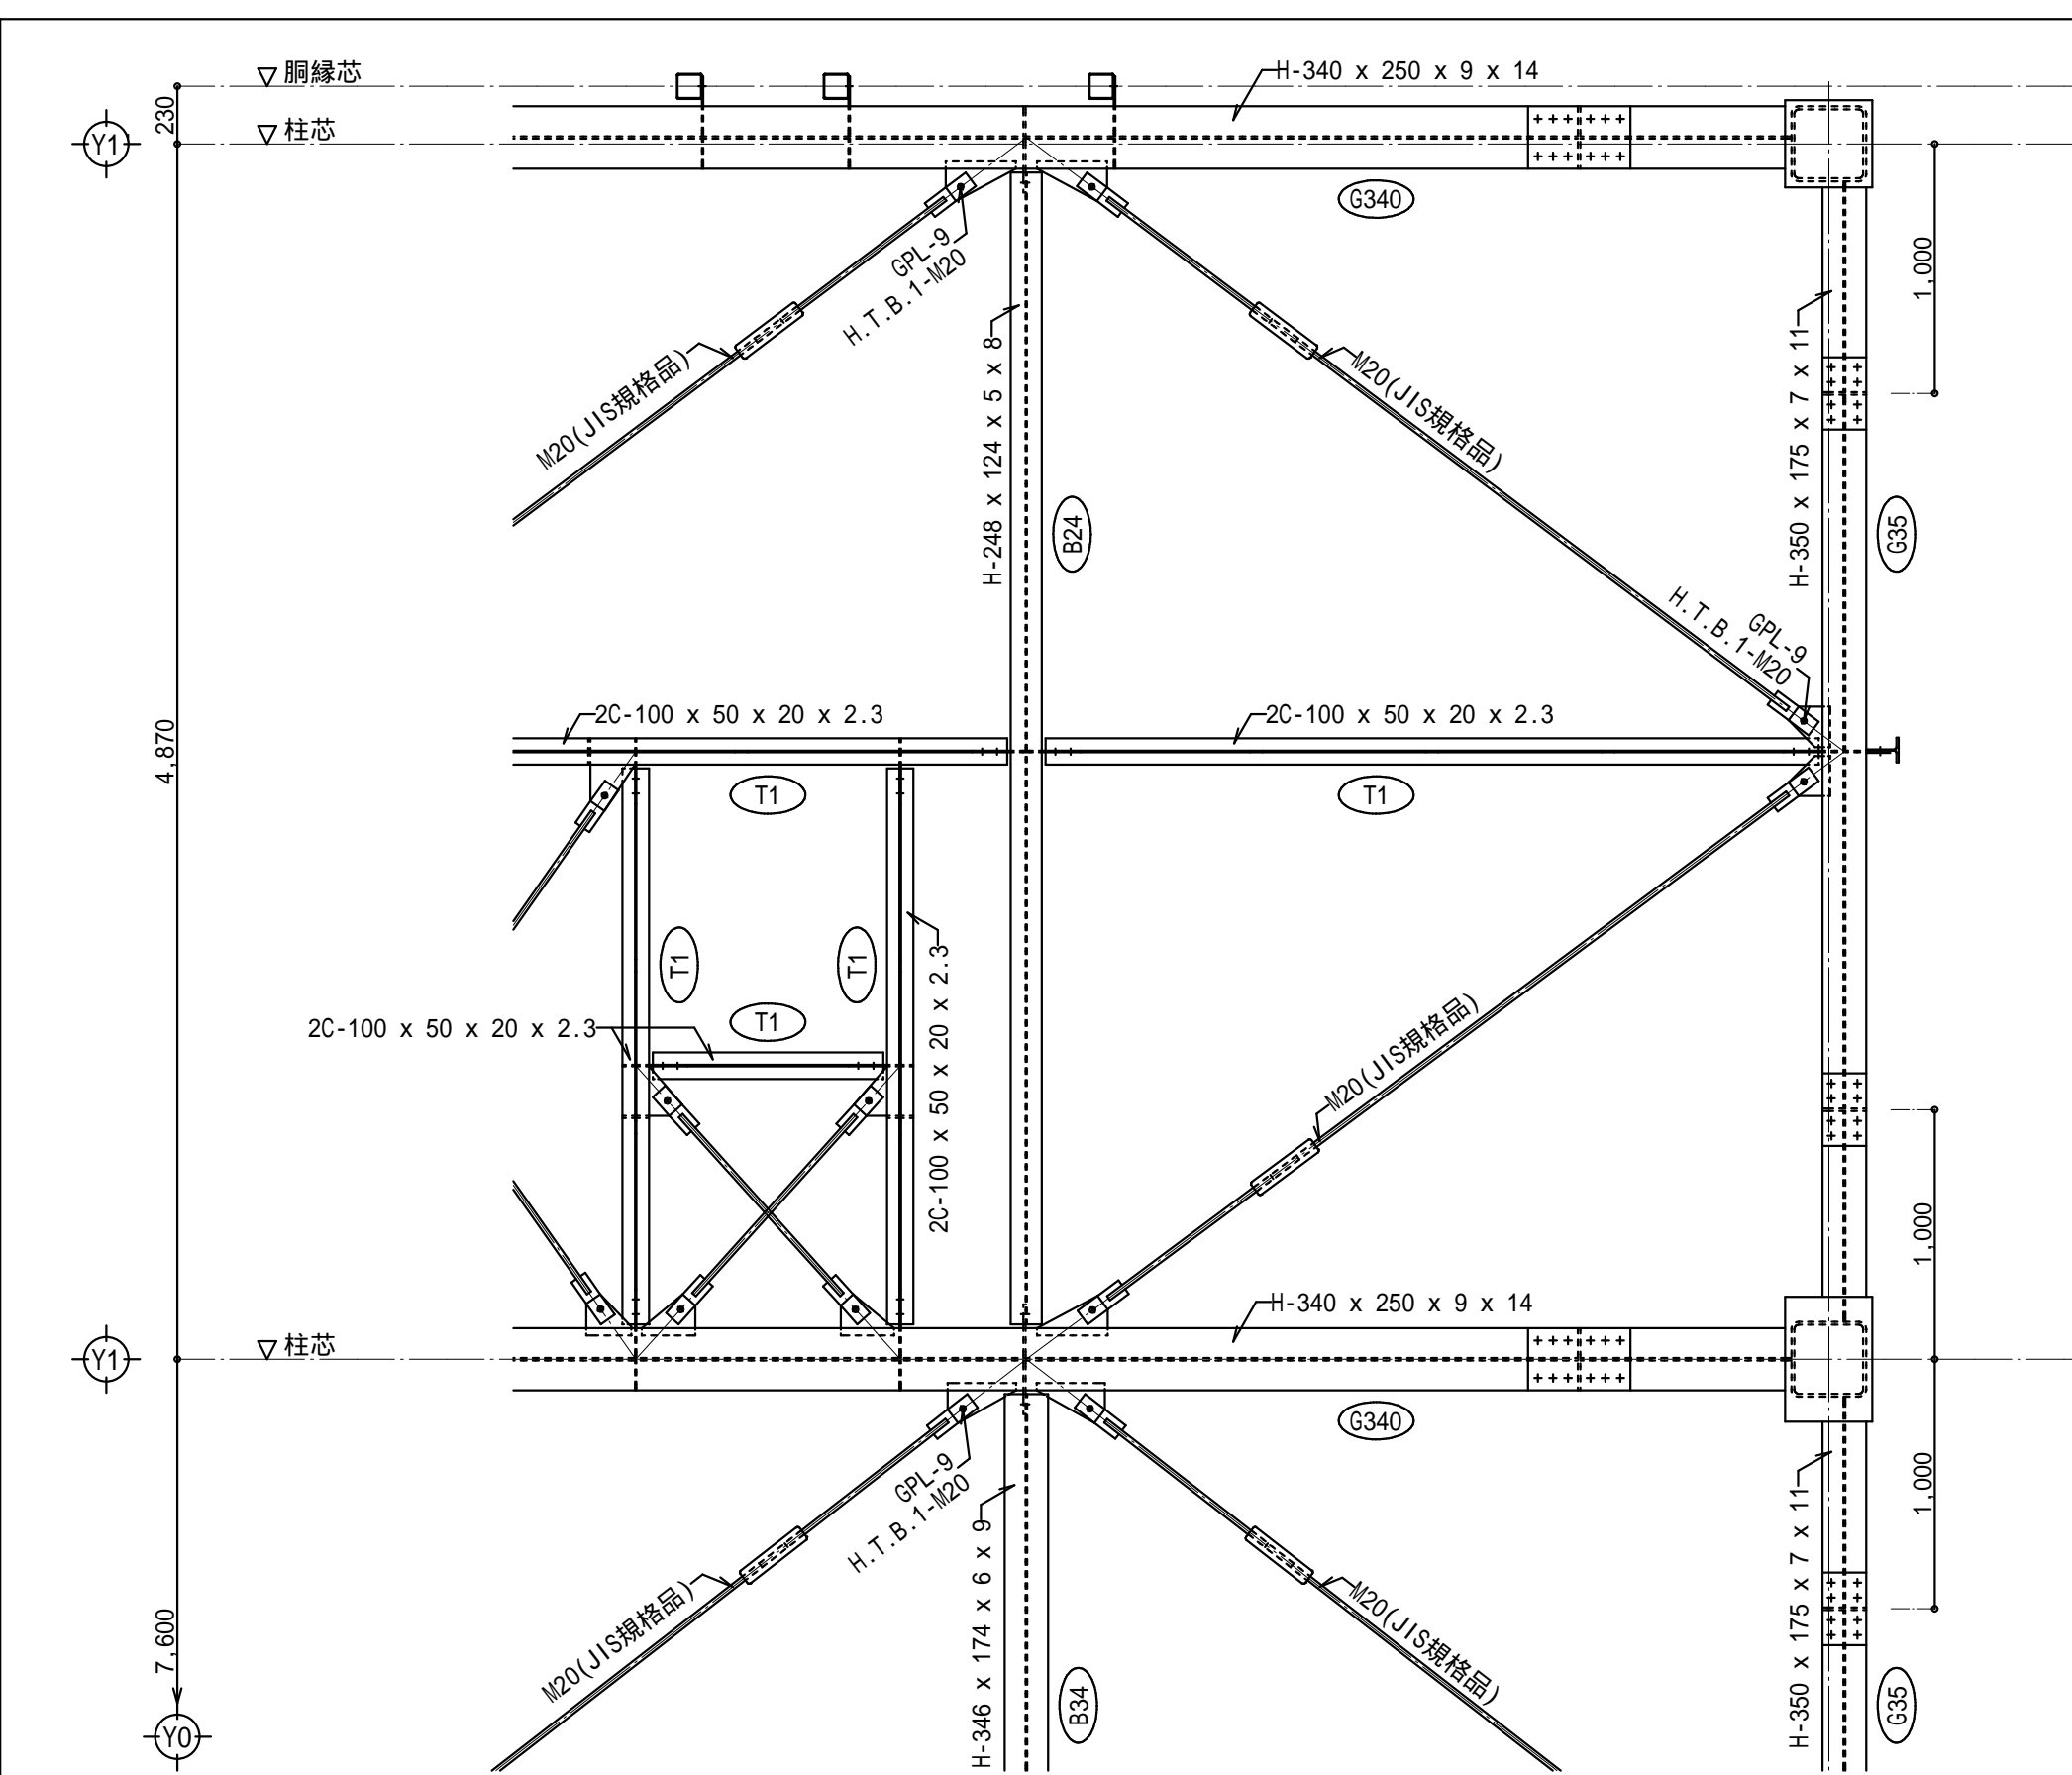 胴縁芯
230
Y1
柱芯
H-340 x 250 x 9 x 14
G340
1,000
GPL-9
H.T.B.1-M20
M20(JIS規格品)
M20(JIS規格品)
H-248 x 124 x 5 x 8
B24
H-350 x 175 x 7 x 11
G35
GPL-9
H.T.B.1-M20
4,870
2C-100 x 50 x 20 x 2.3
2C-100 x 50 x 20 x 2.3
T1
T1
T1
T1
T1
2C-100 x 50 x 20 x 2.3
2C-100 x 50 x 20 x 2.3
M20(JIS規格品)
1,000
Y1
柱芯
H-340 x 250 x 9 x 14
G340
GPL-9
H.T.B.1-M20
1,000
M20(JIS規格品)
M20(JIS規格品)
H-346 x 174 x 6 x 9
B34
H-350 x 175 x 7 x 11
G35
7,600
Y0